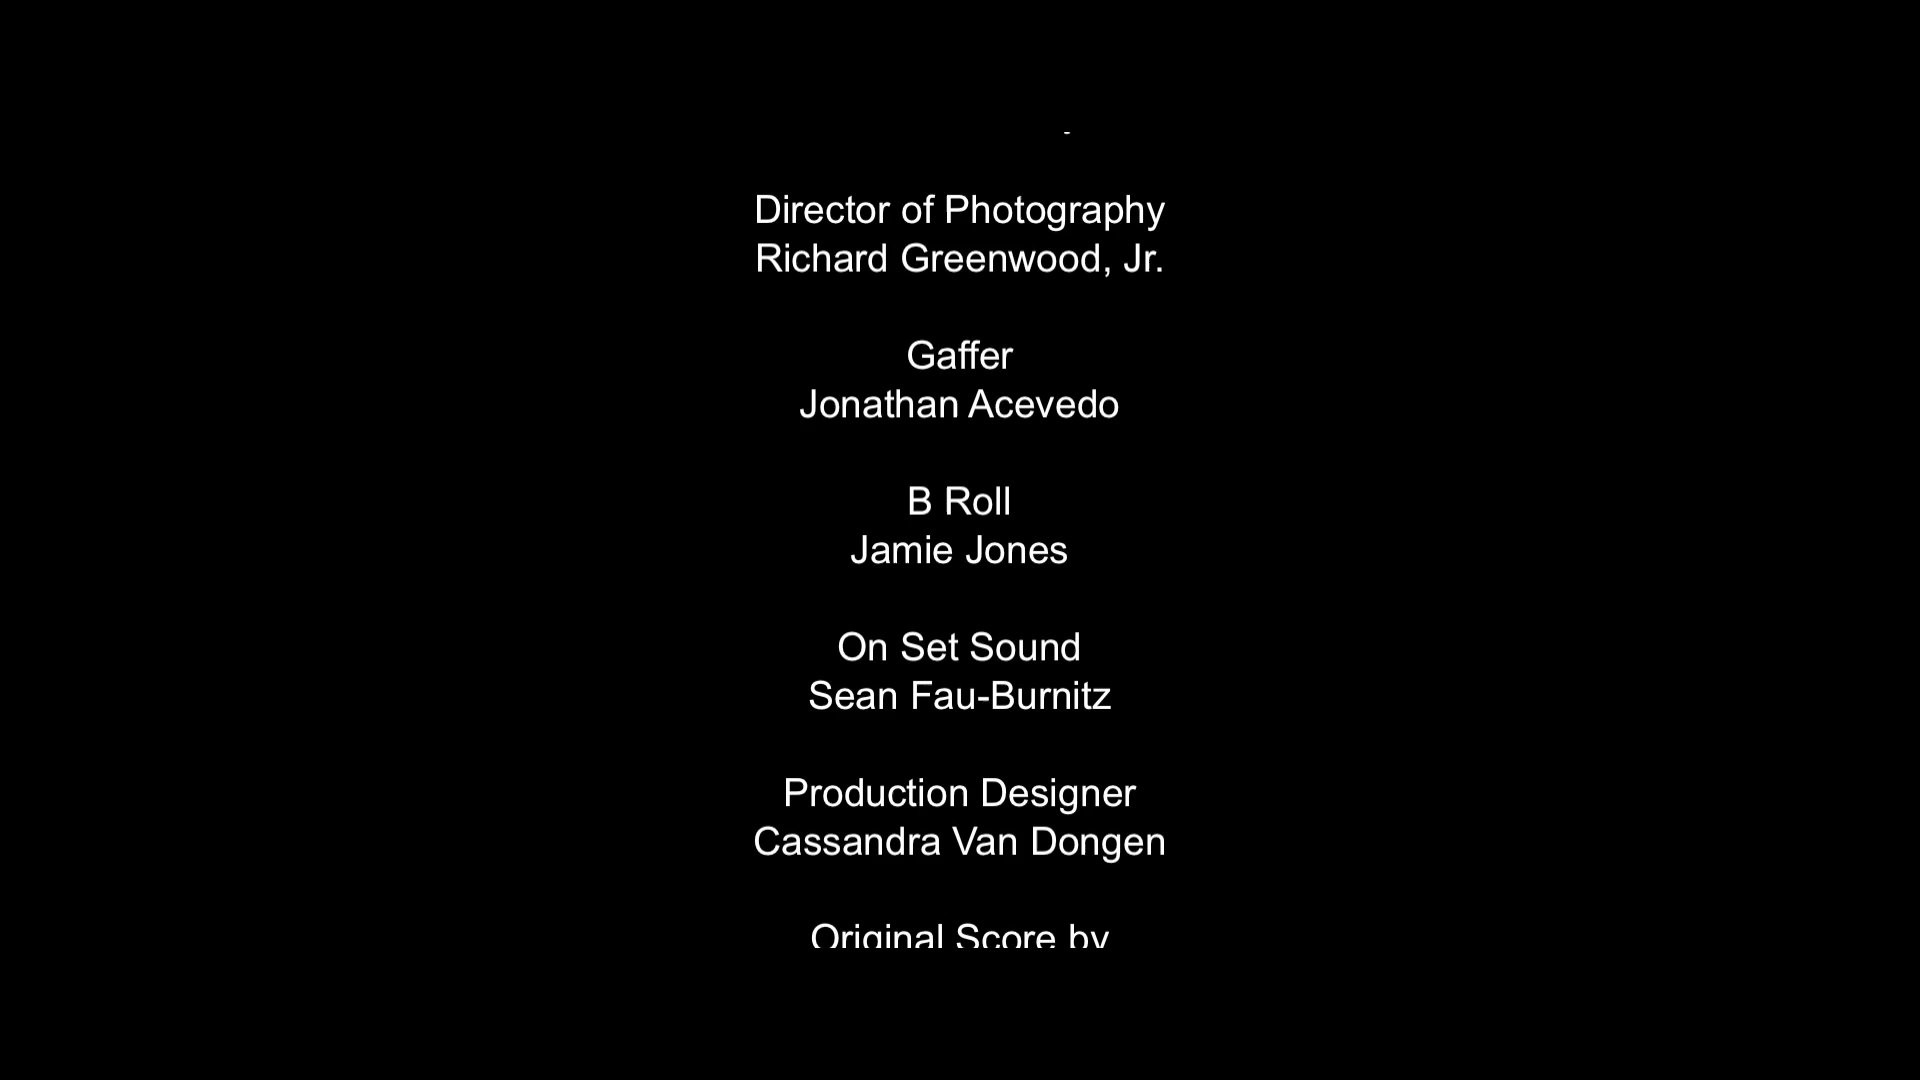 Director of Photography
Richard Greenwood, Jr.
Gaffer
Jonathan Acevedo
B Roll
Jamie Jones
On Set Sound
Sean Fau-Burnitz
Production Designer
Cassandra Van Dongen
Original Score by